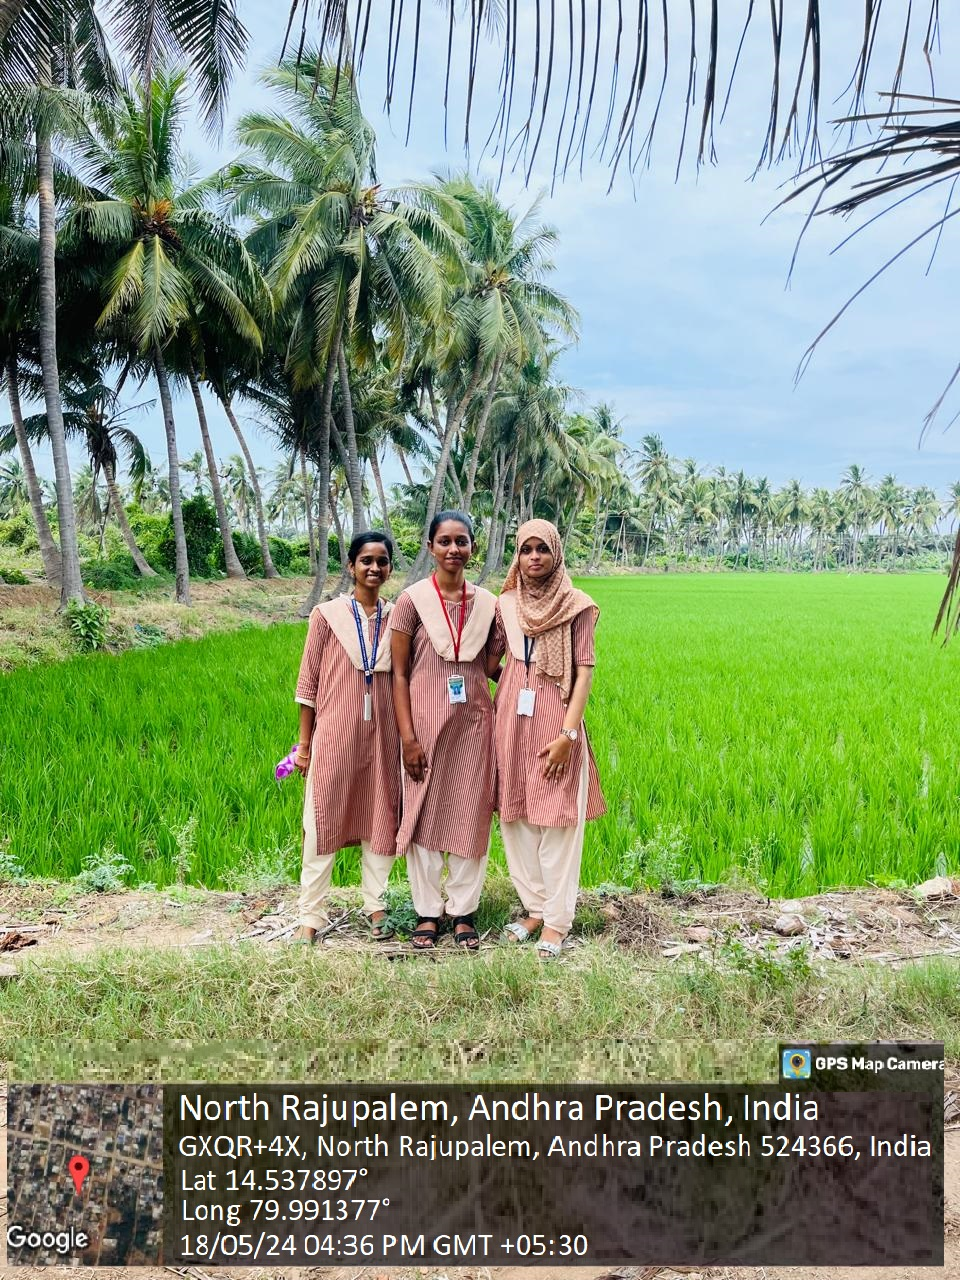 GPS Map Camera
North Rajupalem, Andhra Pradesh, India
GXQR+4X, North Rajupalem, Andhra Pradesh 524366, India
Lat 14.537897°
Long 79.991377°
18/05/24 04:36 PM GMT +05:30
Google